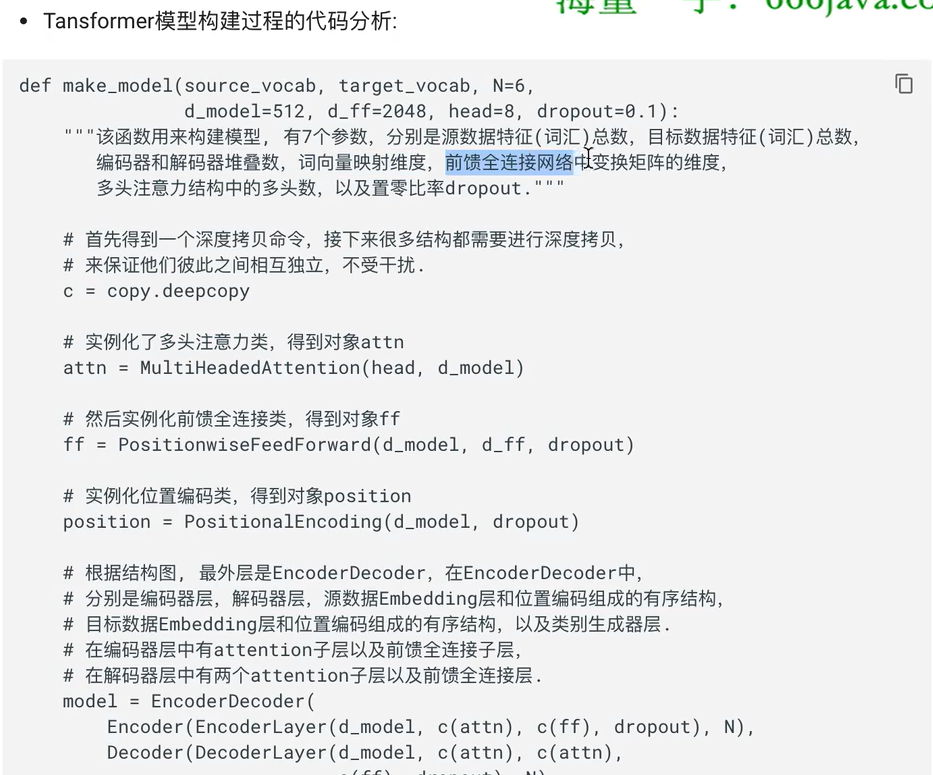 海量 子: 666java.co
• Tansformer模型构建过程的代码分析:
def make_model(source_vocab, target_vocab, N=6,
d_model=512, d_ff=2048, head=8, dropout=0.1):
"""该函数用来构建模型, 有7个参数，分别是源数据特征(词汇)总数，目标数据特征(词汇)总数，
编码器和解码器堆叠数，词向量映射维度，前馈全连接网络中变换矩阵的维度，
多头注意力结构中的多头数，以及置零比率dropout."""
# 首先得到一个深度拷贝命令，接下来很多结构都需要进行深度拷贝，
# 来保证他们彼此之间相互独立，不受干扰.
c = copy.deepcopy
# 实例化了多头注意力类，得到对象attn
attn = MultiHeadedAttention(head, d_model)
# 然后实例化前馈全连接类，得到对象ff
ff = PositionwiseFeedForward(d_model, d_ff, dropout)
# 实例化位置编码类，得到对象position
position = PositionalEncoding(d_model, dropout)
# 根据结构图, 最外层是EncoderDecoder，在EncoderDecoder中，
# 分别是编码器层，解码器层，源数据Embedding层和位置编码组成的有序结构，
# 目标数据Embedding层和位置编码组成的有序结构，以及类别生成器层.
# 在编码器层中有attention子层以及前馈全连接子层，
# 在解码器层中有两个attention子层以及前馈全连接层.
model = EncoderDecoder(
Encoder(EncoderLayer(d_model, c(attn), c(ff), dropout), N),
Decoder(DecoderLayer(d_model, c(attn), c(attn),
c(ff), dropout), N)